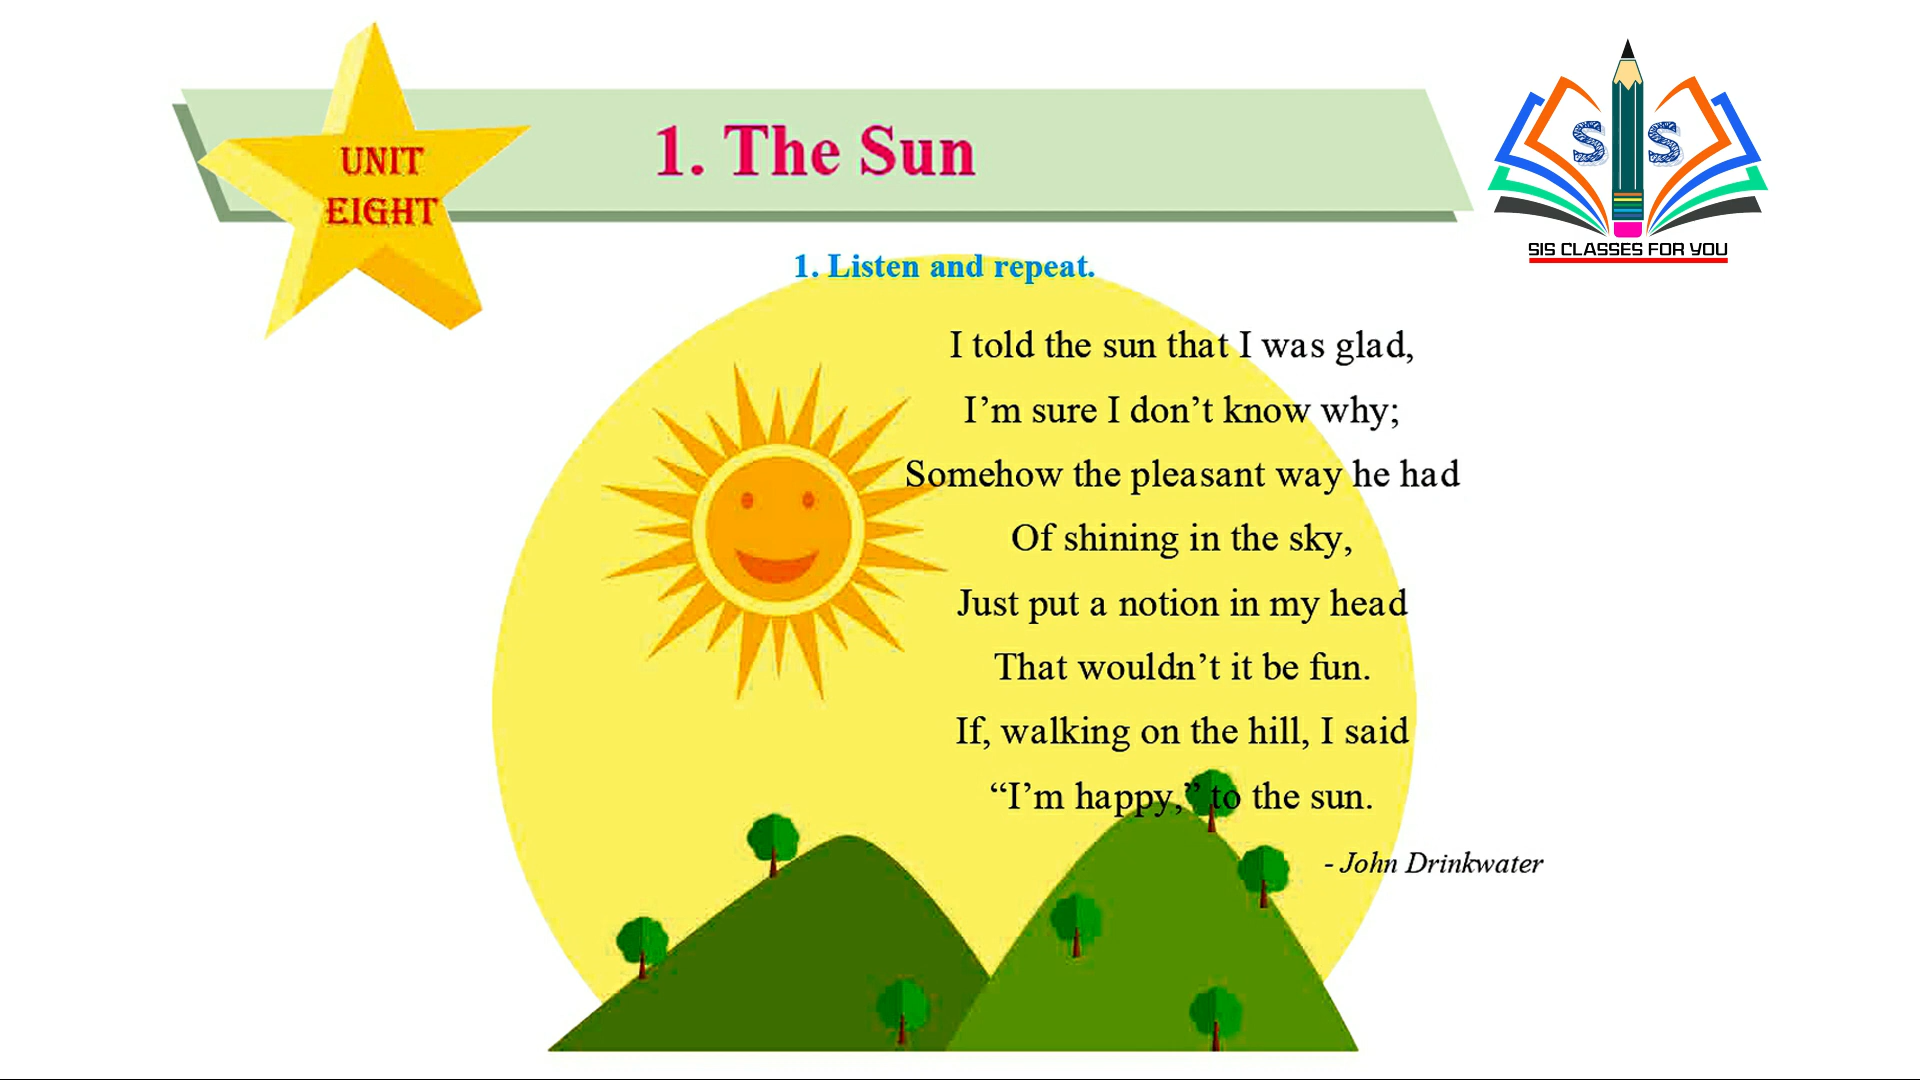 UNIT
EIGHT
1. The Sun
S S
SIS CLASSES FOR YOU
1. Listen and repeat.
I told the sun that I was glad,
I’m sure I don’t know why;
Somehow the pleasant way he had
Of shining in the sky,
Just put a notion in my head
That wouldn’t it be fun.
If, walking on the hill, I said
“I’m happy,” to the sun.
- John Drinkwater